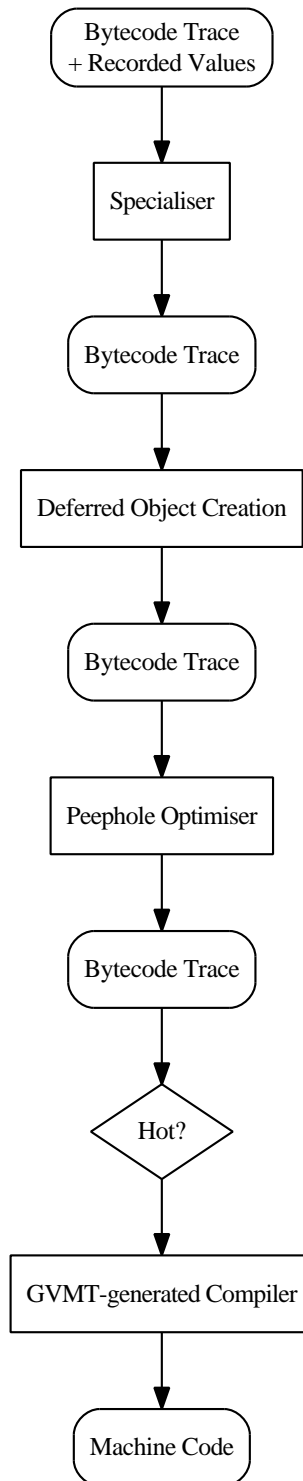 Bytecode Trace
+ Recorded Values
Specialiser
Bytecode Trace
Deferred Object Creation
Bytecode Trace
Peephole Optimiser
Bytecode Trace
Hot?
GVMT-generated Compiler
Machine Code